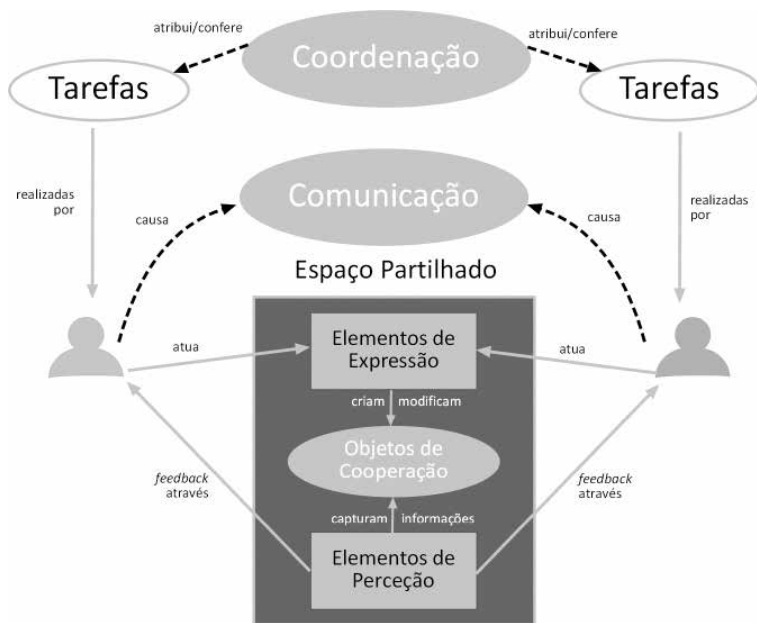 atribui/confere
Coordenação
atribui/confere
Tarefas
Tarefas
realizadas
por
causa
Comunicação
causa
realizadas
por
Espaço Partilhado
atua
Elementos de
Expressão
atua
criam modificam
Objetos de
Cooperação
feedback
através
capturam informações
feedback
através
Elementos de
Perceção